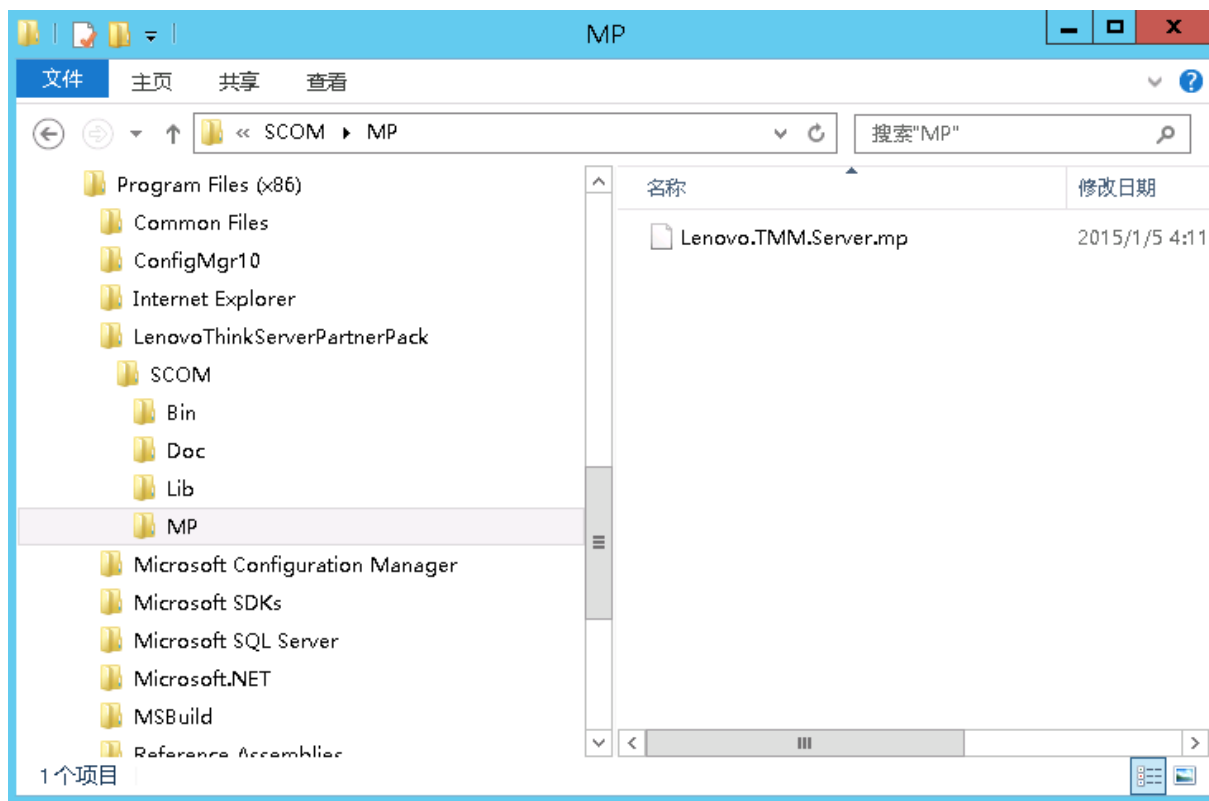 MP
文件 主页 共享 查看
« SCOM MP
搜索"MP"
Program Files (x86)
Common Files
ConfigMgr10
Internet Explorer
LenovoThinkServerPartnerPack
SCOM
Bin
Doc
Lib
MP
Microsoft Configuration Manager
Microsoft SDKs
Microsoft SQL Server
Microsoft.NET
MSBuild
Reference Assemblies
名称 修改日期
Lenovo.TMM.Server.mp 2015/1/5 4:11
1个项目